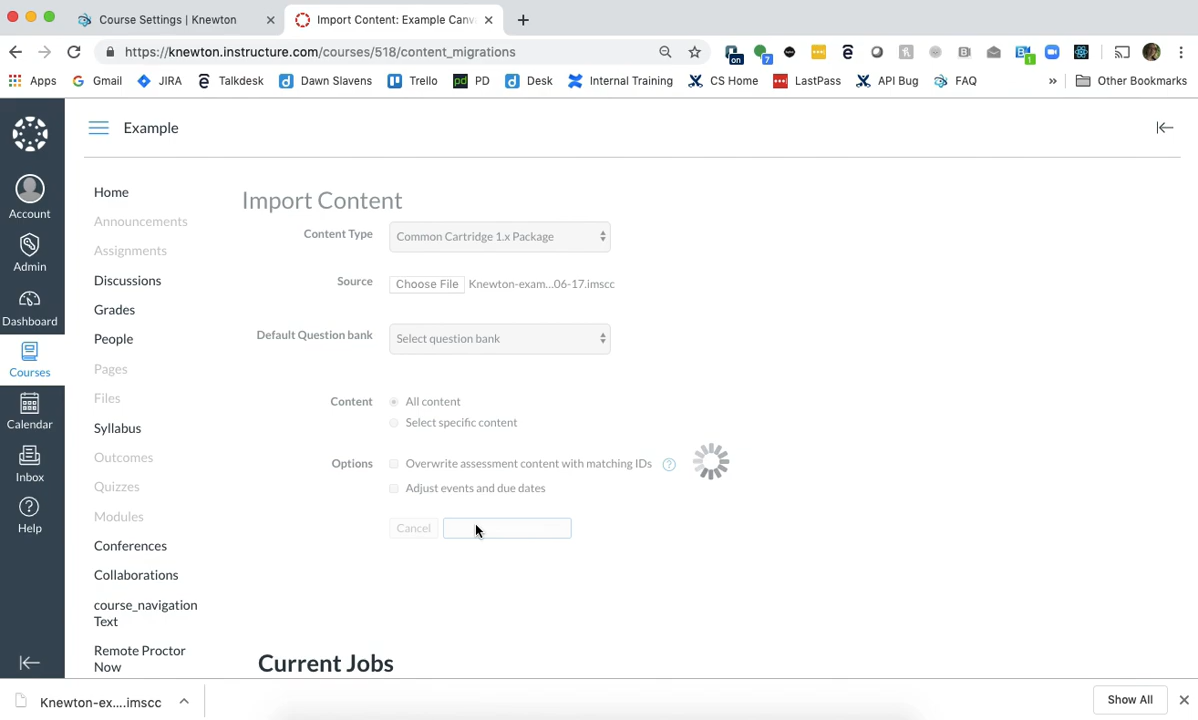 Course Settings | Knewton
Import Content: Example Canv
https://knewton.instructure.com/courses/518/content_migrations
on
7
1
Apps
Gmail
JIRA
Talkdesk
Dawn Slavens
Trello
pd PD
Desk
Internal Training
CS Home
LastPass
API Bug
FAQ
»
Other Bookmarks
Example
Account
Admin
Dashboard
Courses
Calendar
Inbox
Help
Home
Announcements
Assignments
Discussions
Grades
People
Pages
Files
Syllabus
Outcomes
Quizzes
Modules
Conferences
Collaborations
course_navigation
Text
Remote Proctor
Now
Import Content
Content Type
Common Cartridge 1.x Package
Source
Choose File Knewton-exam...06-17.imscc
Default Question bank
Select question bank
Content
All content
Select specific content
Options
Overwrite assessment content with matching IDs ?
Adjust events and due dates
Cancel
Current Jobs
Knewton-ex....imscc
Show All